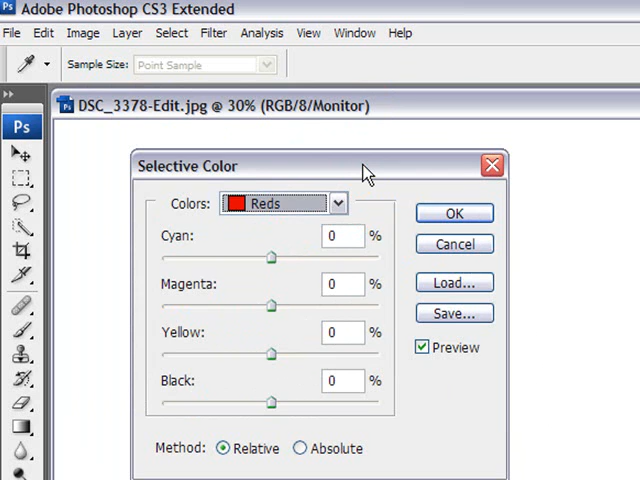 Adobe Photoshop CS3 Extended
File Edit Image Layer Select Filter Analysis View Window Help
Sample Size: Point Sample
DSC_3378-Edit.jpg @ 30% (RGB/8/Monitor)
Ps
Selective Color
Colors: Reds
OK
Cyan: 0 %
Cancel
Magenta: 0 %
Load...
Save...
Yellow: 0 %
Preview
Black: 0 %
Method: Relative Absolute